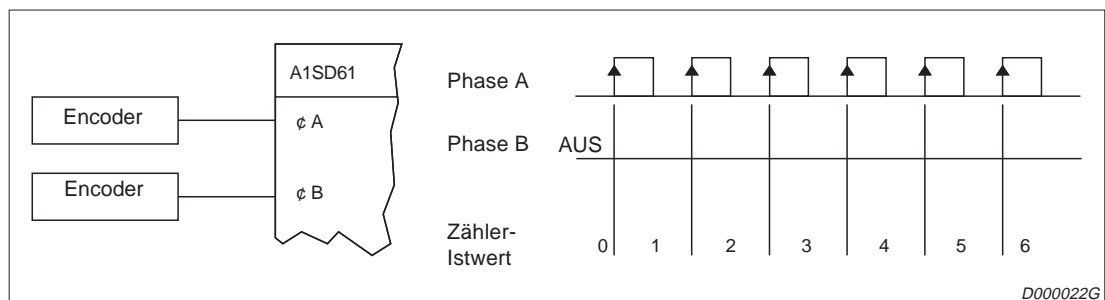 A1SD61
Encoder
¢ A
Encoder
¢ B
Phase A
Phase B AUS
Zähler-
Istwert
0 1 2 3 4 5 6
D000022G